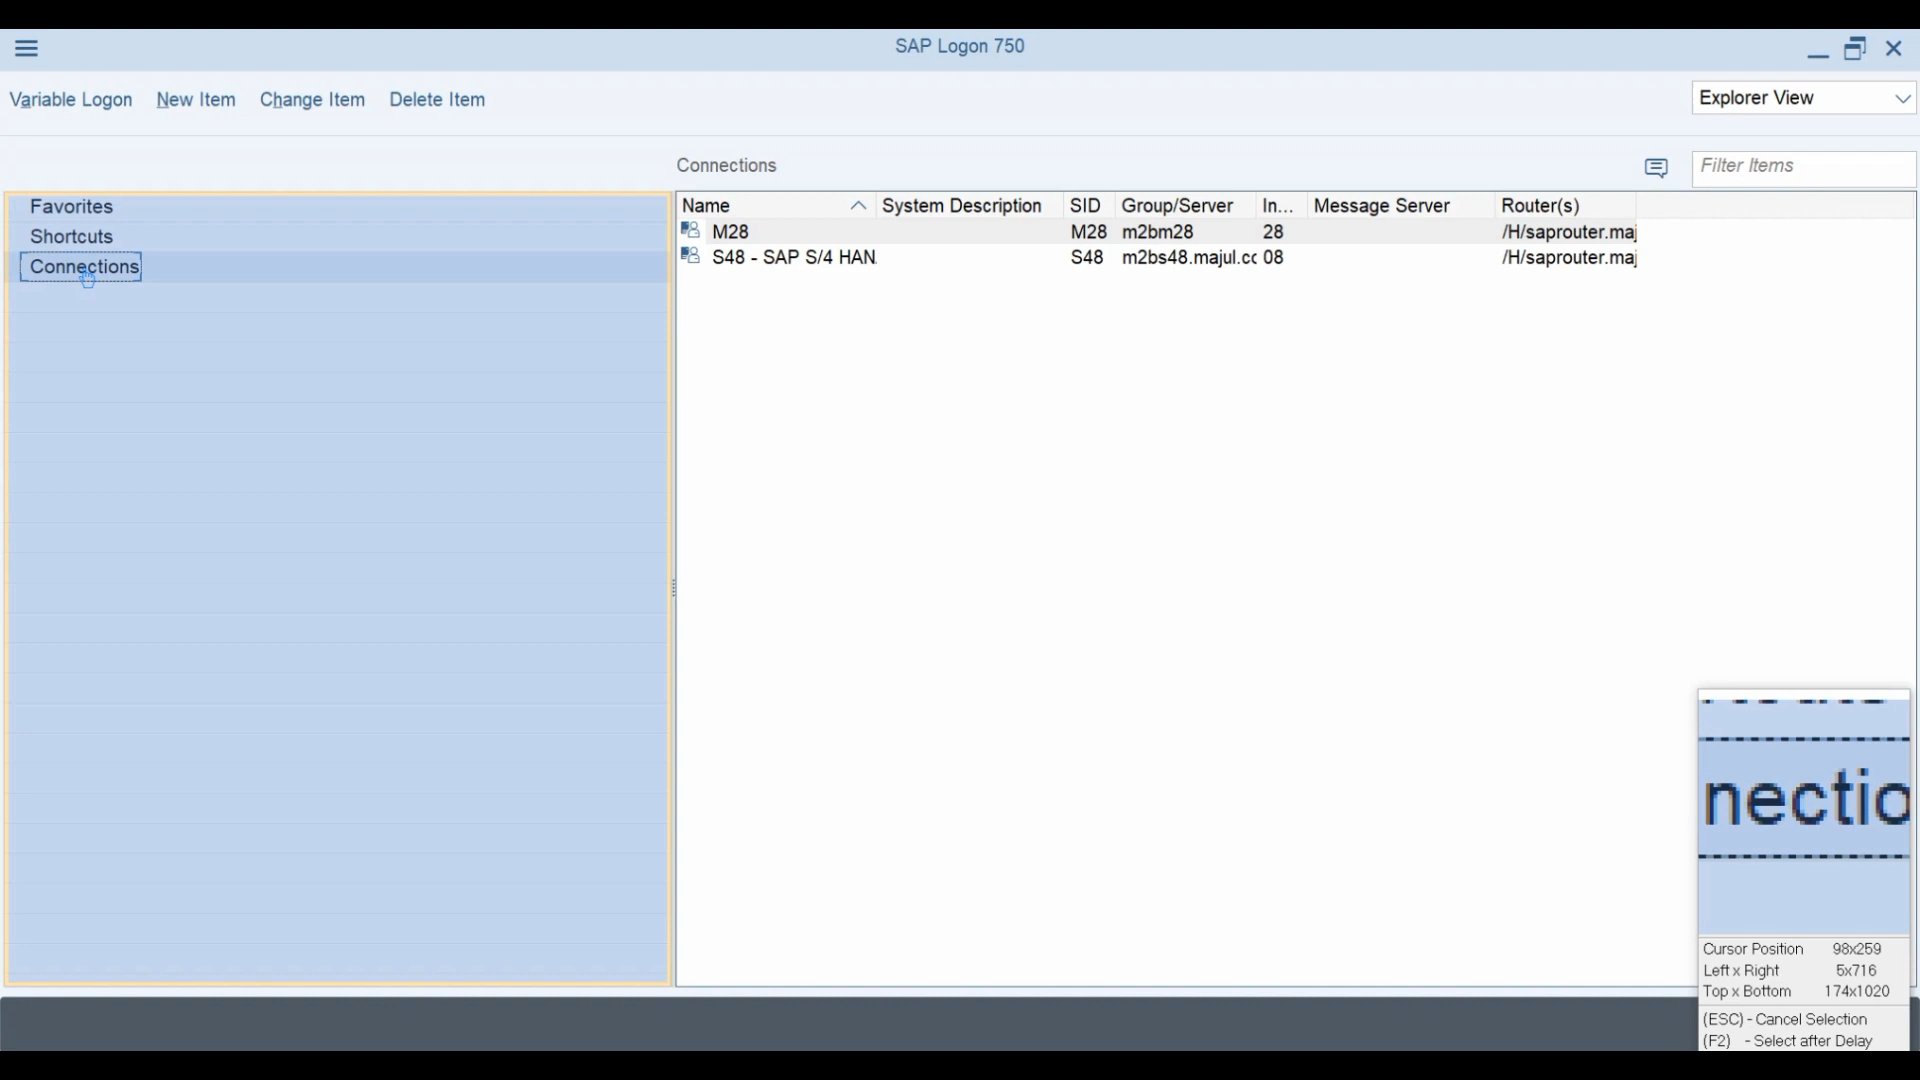 SAP Logon 750
Variable Logon New Item Change Item Delete Item
Explorer View
Connections
Filter Items
Favorites
Shortcuts
Connections
Name System Description SID Group/Server In... Message Server Router(s)
M28 M28 m2bm28 28 /H/saprouter.maj
S48 - SAP S/4 HAN. S48 m2bs48.majul.cc 08 /H/saprouter.maj
nectio
Cursor Position 98x259
Left x Right 5x716
Top x Bottom 174x1020
(ESC) - Cancel Selection
(F2) - Select after Delay